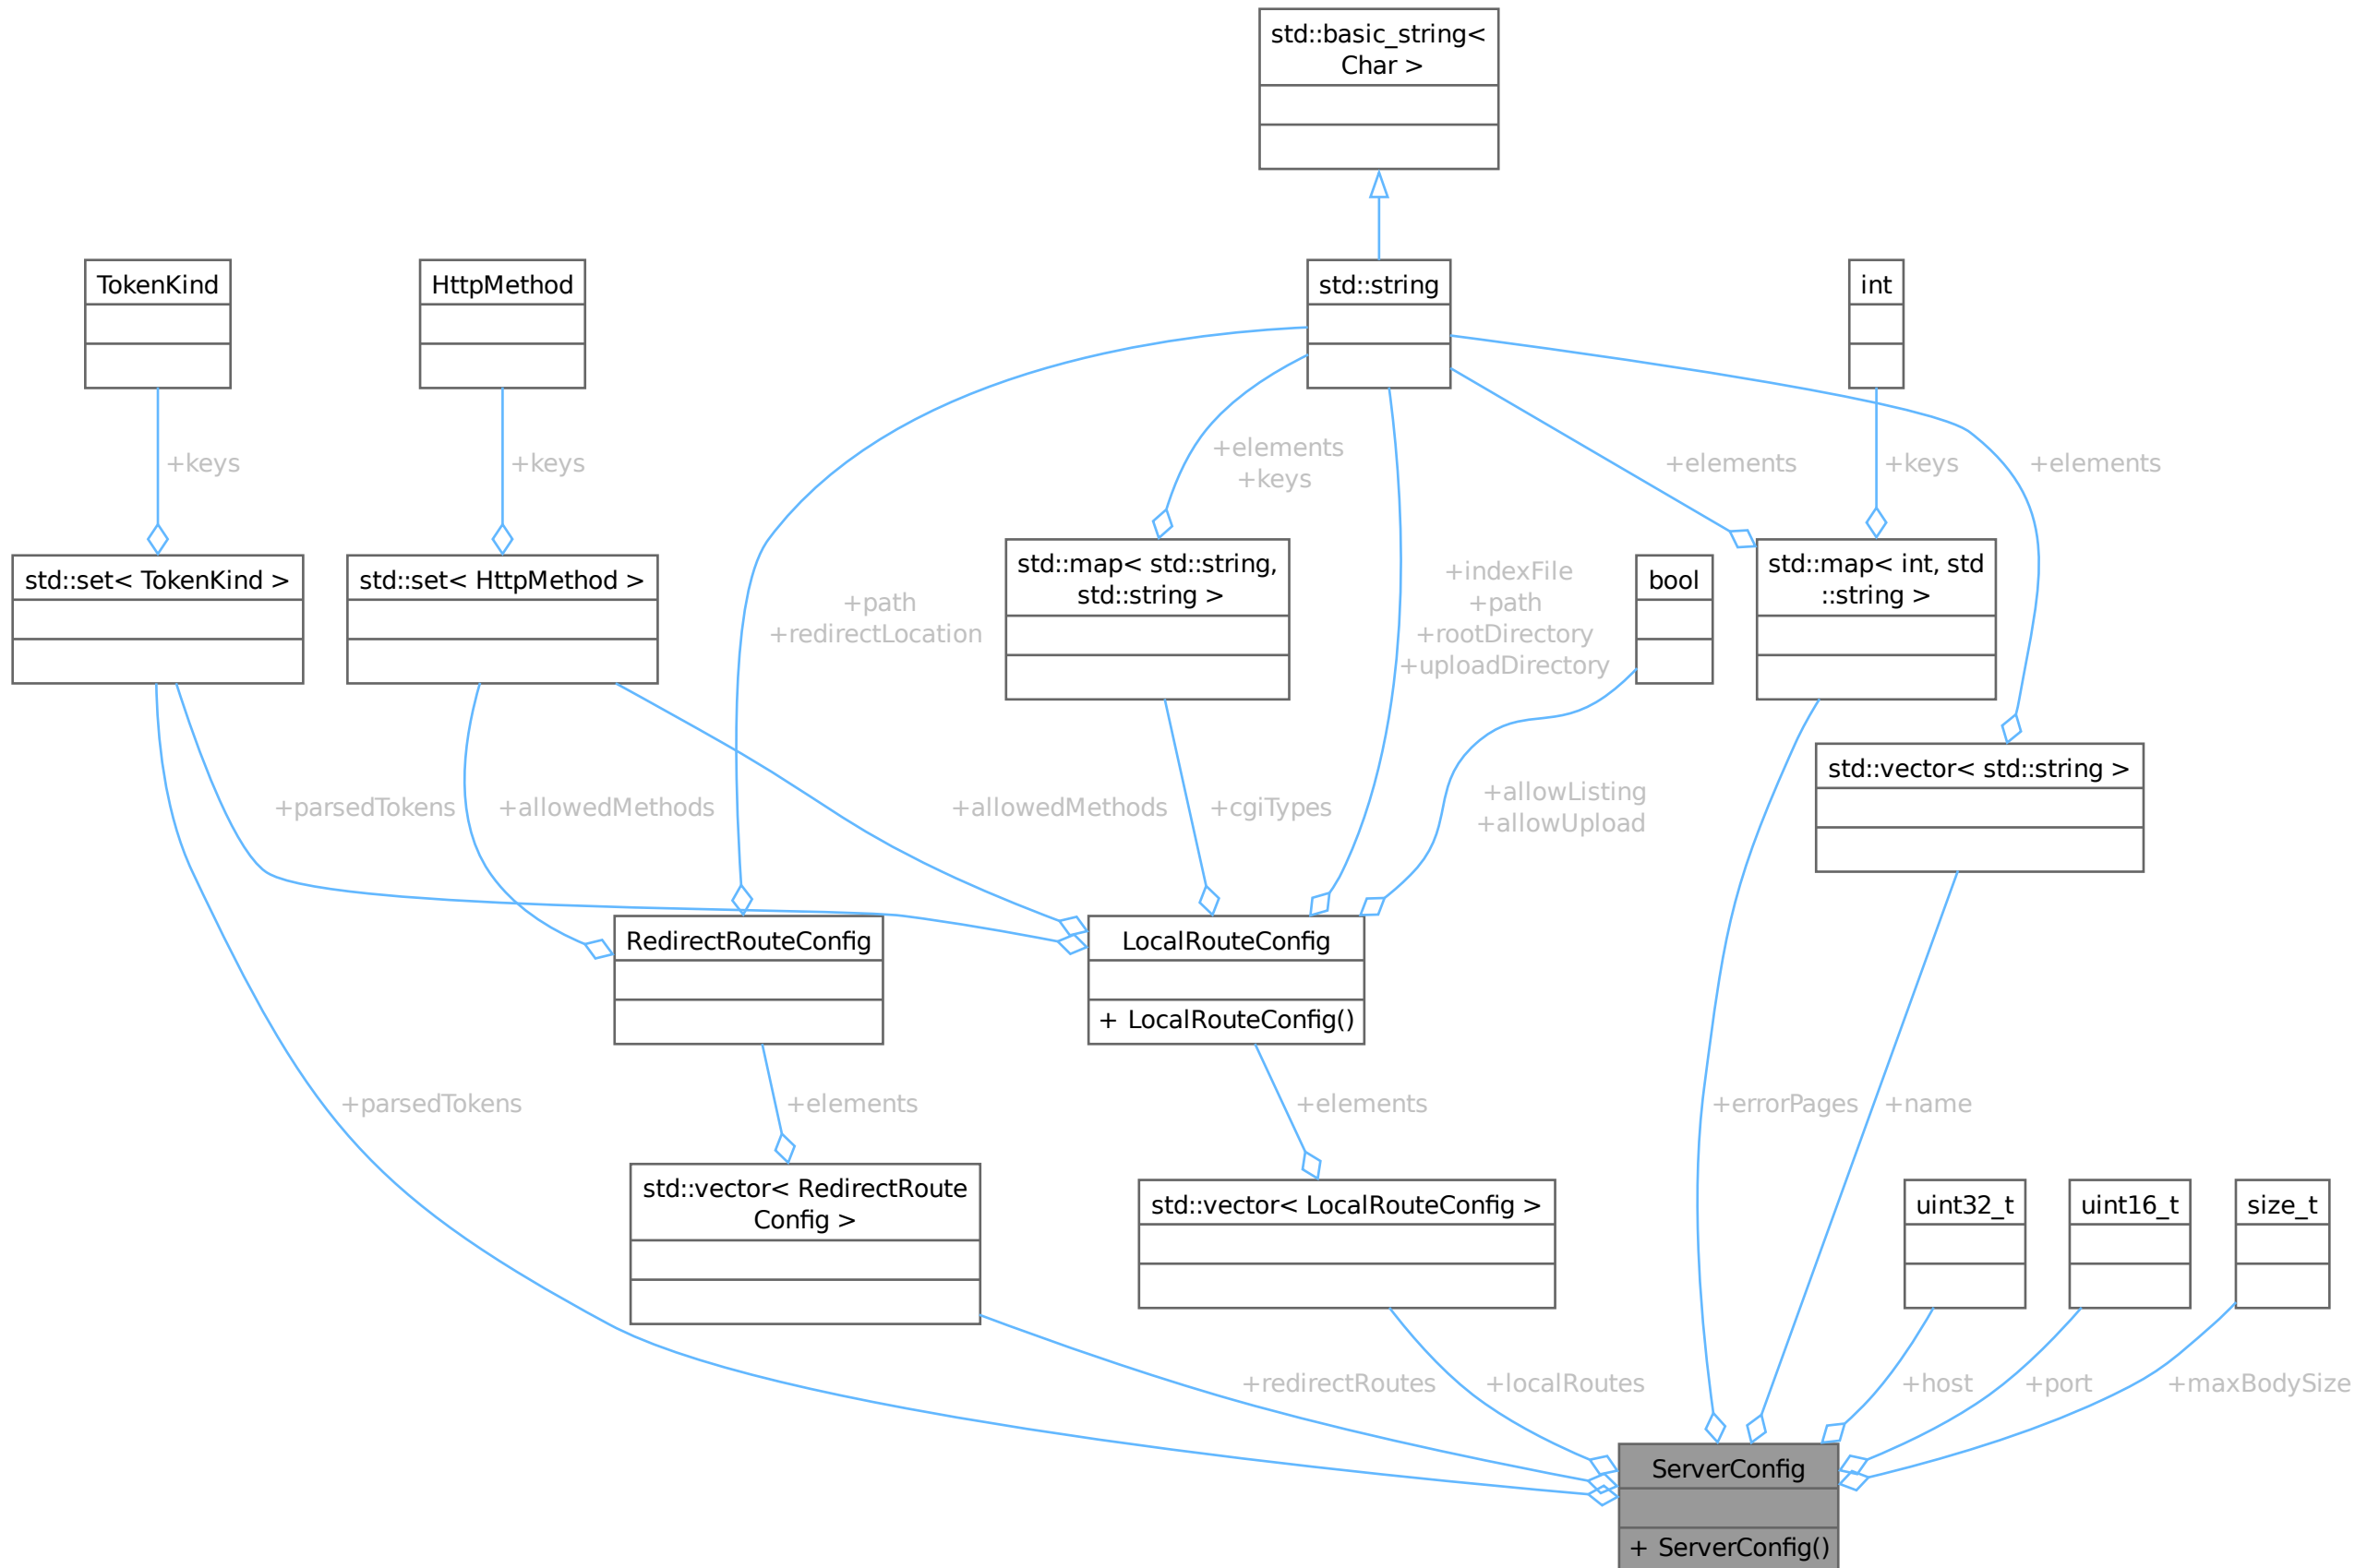 std::basic_string<
Char >
TokenKind
HttpMethod
std::string
int
+keys
+keys
+elements
+keys
+elements
+keys
+elements
std::set< TokenKind >
std::set< HttpMethod >
+path
+redirectLocation
std::map< std::string,
std::string >
+indexFile
+path
+rootDirectory
+uploadDirectory
bool
std::map< int, std
::string >
std::vector< std::string >
+parsedTokens
+allowedMethods
+allowedMethods
+cgiTypes
+allowListing
+allowUpload
RedirectRouteConfig
LocalRouteConfig
+ LocalRouteConfig()
+parsedTokens
+elements
+elements
+errorPages
+name
std::vector< RedirectRoute
Config >
std::vector< LocalRouteConfig >
uint32_t
uint16_t
size_t
+redirectRoutes
+localRoutes
+host
+port
+maxBodySize
ServerConfig
+ ServerConfig()